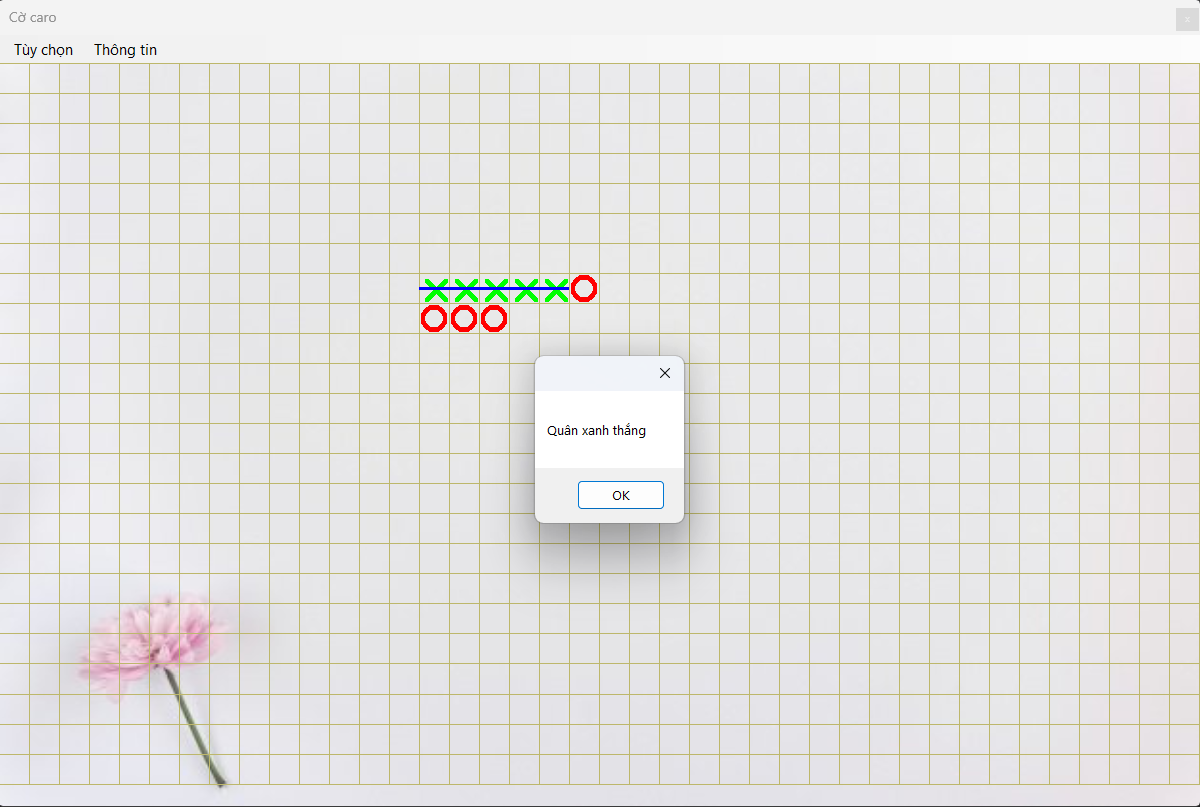 Cờ caro
Tùy chọn
Thông tin
Quân xanh thắng
OK